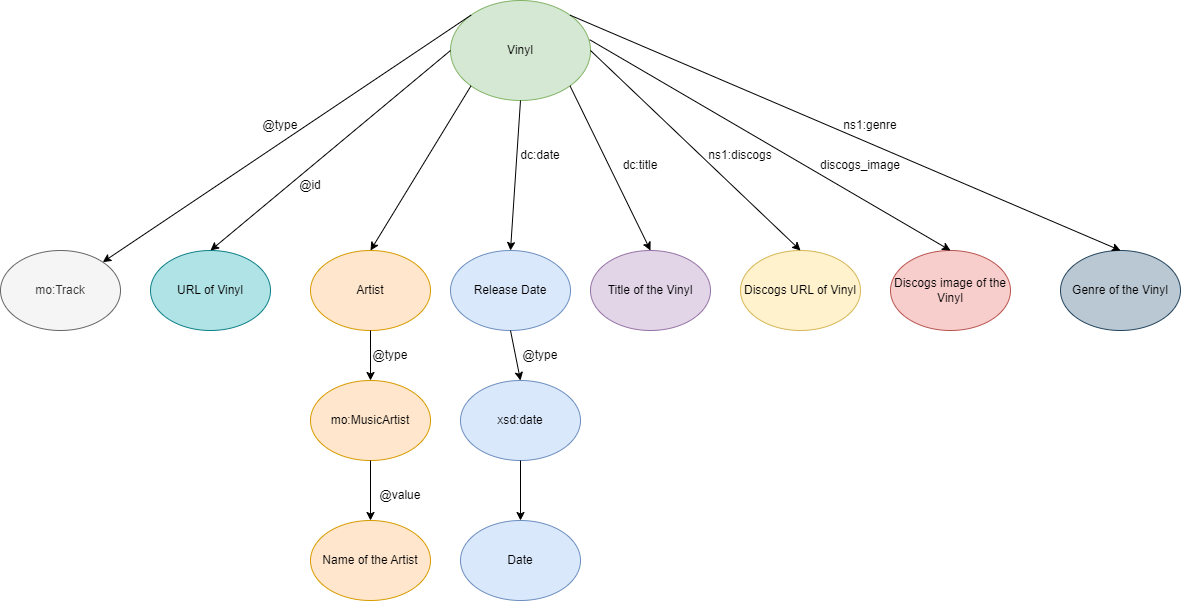 Vinyl
@type
ns1:genre
dc:date
ns1:discogs
dc:title
discogs_image
@id
mo:Track
URL of Vinyl
Artist
Release Date
Title of the Vinyl
Discogs URL of Vinyl
Discogs image of the
Vinyl
Genre of the Vinyl
@type
@type
mo:MusicArtist
xsd:date
@value
Name of the Artist
Date